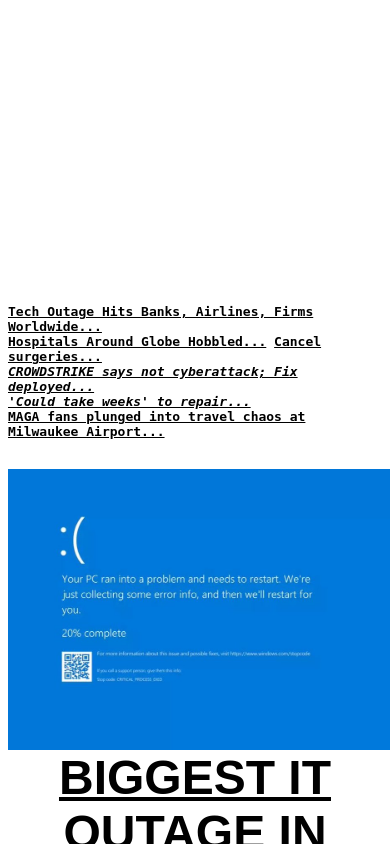 Tech Outage Hits Banks, Airlines, Firms
Worldwide...
Hospitals Around Globe Hobbled... Cancel
surgeries...
CROWDSTRIKE says not cyberattack; Fix
deployed...
'Could take weeks' to repair...
MAGA fans plunged into travel chaos at
Milwaukee Airport...
:(
Your PC ran into a problem and needs to restart. We're
just collecting some error info, and then we'll restart for
you.
20% complete
For more information about this issue and possible fixes, visit https://www.windows.com/stopcode
If you call a support person, give them this info:
Stop code: CRITICAL PROCESS DIED
BIGGEST IT
OUTAGE IN